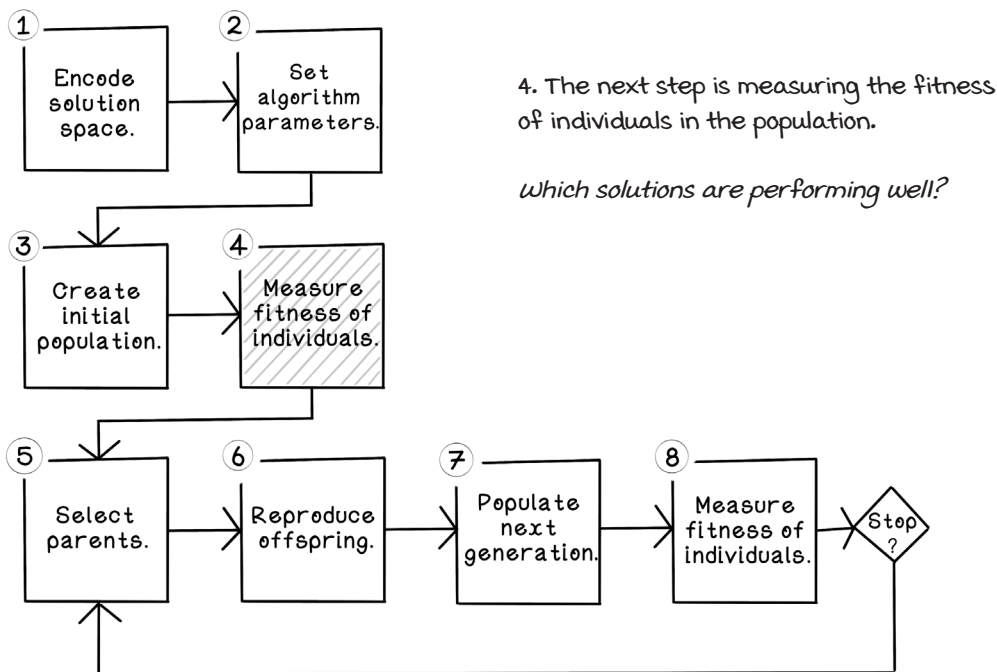 1
Encode
solution
space.
2
Set
algorithm
parameters.
4. The next step is measuring the fitness
of individuals in the population.
Which solutions are performing well?
3
Create
initial
population.
4
Measure
fitness of
individuals.
5
Select
parents.
6
Reproduce
offspring.
7
Populate
next
generation.
8
Measure
fitness of
individuals.
Stop
?